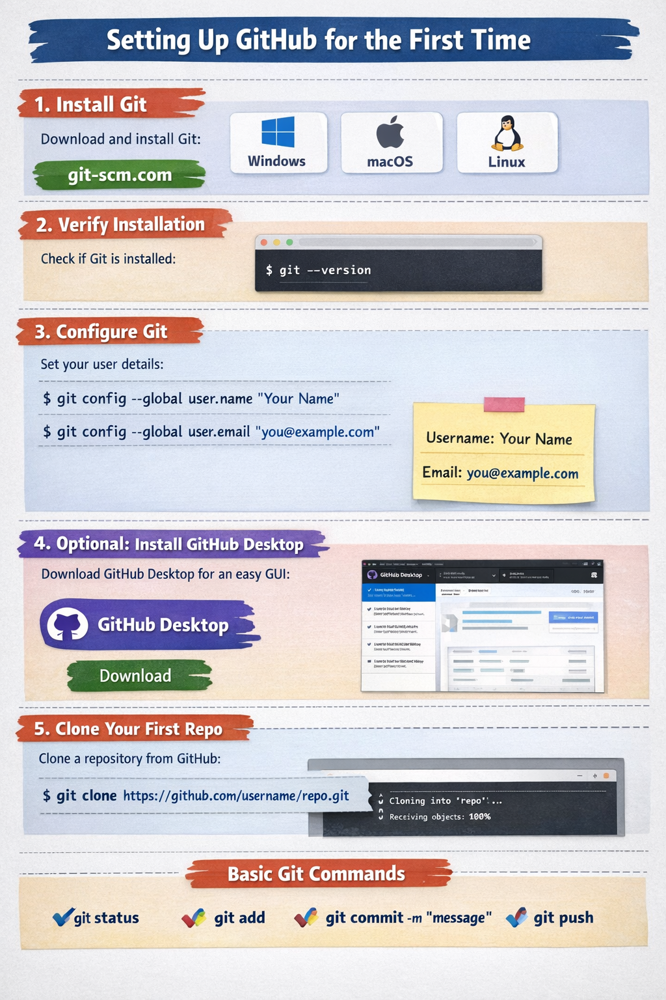 Setting Up GitHub for the First Time
1. Install Git
Download and install Git:
git-scm.com
Windows
macOS
Linux
2. Verify Installation
Check if Git is installed:
$ git --version
3. Configure Git
Set your user details:
$ git config --global user.name "Your Name"
$ git config --global user.email "you@example.com"
Username: Your Name
Email: you@example.com
4. Optional: Install GitHub Desktop
Download GitHub Desktop for an easy GUI:
GitHub Desktop
Download
GitHub Desktop
5. Clone Your First Repo
Clone a repository from GitHub:
$ git clone https://github.com/username/repo.git
Cloning into 'repo'...
Receiving objects: 100%
Basic Git Commands
git status
git add
git commit -m "message"
git push